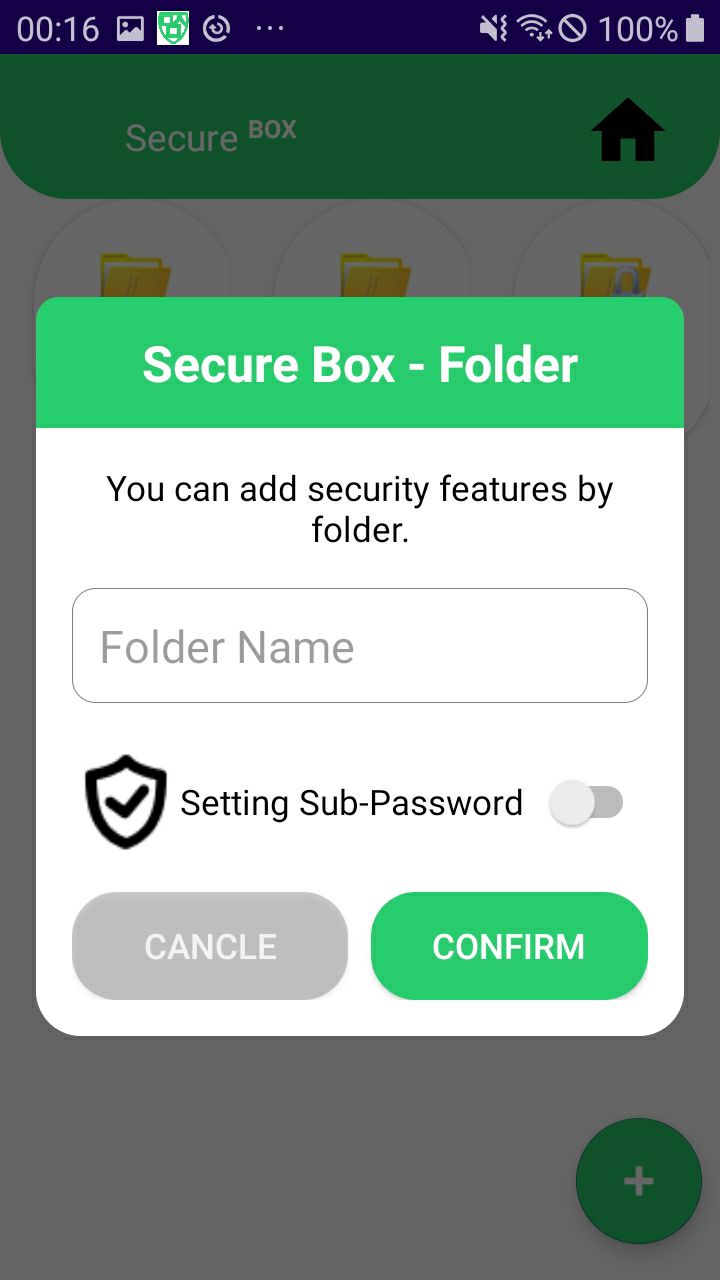 00:16 ... 100%
Secure BOX
Secure Box - Folder
You can add security features by
folder.
Folder Name
Setting Sub-Password
CANCLE CONFIRM
+